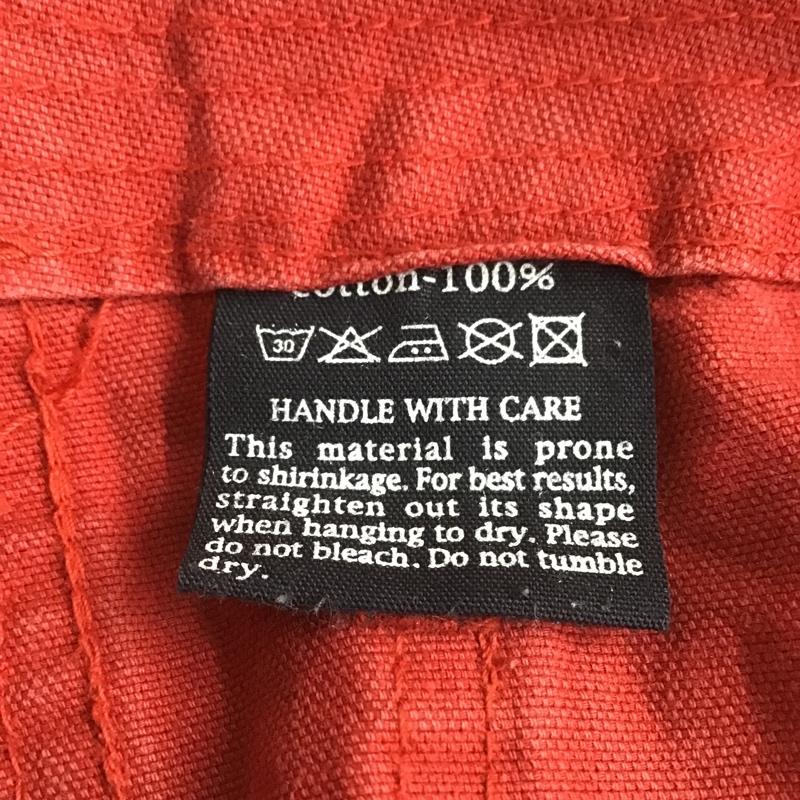 cotton-100%
30
HANDLE WITH CARE
This material is prone
to shirinkage. For best results,
straighten out its shape
when hanging to dry. Please
do not bleach. Do not tumble
dry.